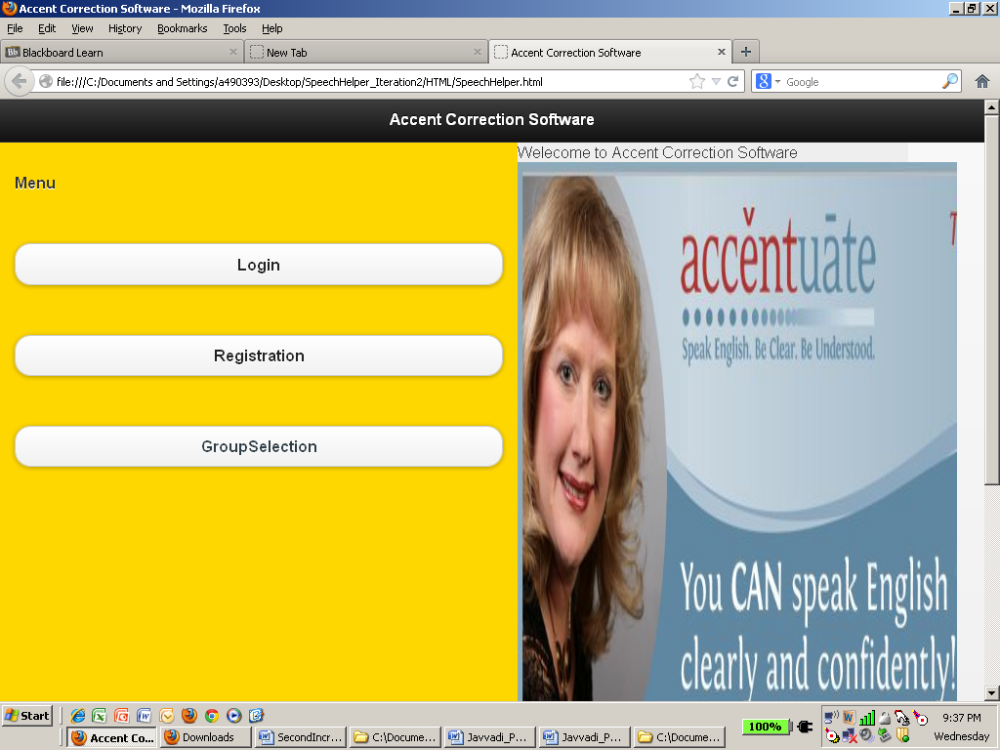 Accent Correction Software - Mozilla Firefox
File Edit View History Bookmarks Tools Help
Bb Blackboard Learn
New Tab
Accent Correction Software
file:///C:/Documents and Settings/a490393/Desktop/SpeechHelper_Iteration2/HTML/SpeechHelper.html
Google
Accent Correction Software
Menu
Login
Registration
GroupSelection
Welecome to Accent Correction Software
accĕntuāte
Speak English. Be Clear. Be Understood.
You CAN speak English
clearly and confidently!
Start
100%
9:37 PM
Wednesday
Accent Co...
Downloads
SecondIncr...
C:\Docume...
Javvadi_P...
Javvadi_P...
C:\Docume...